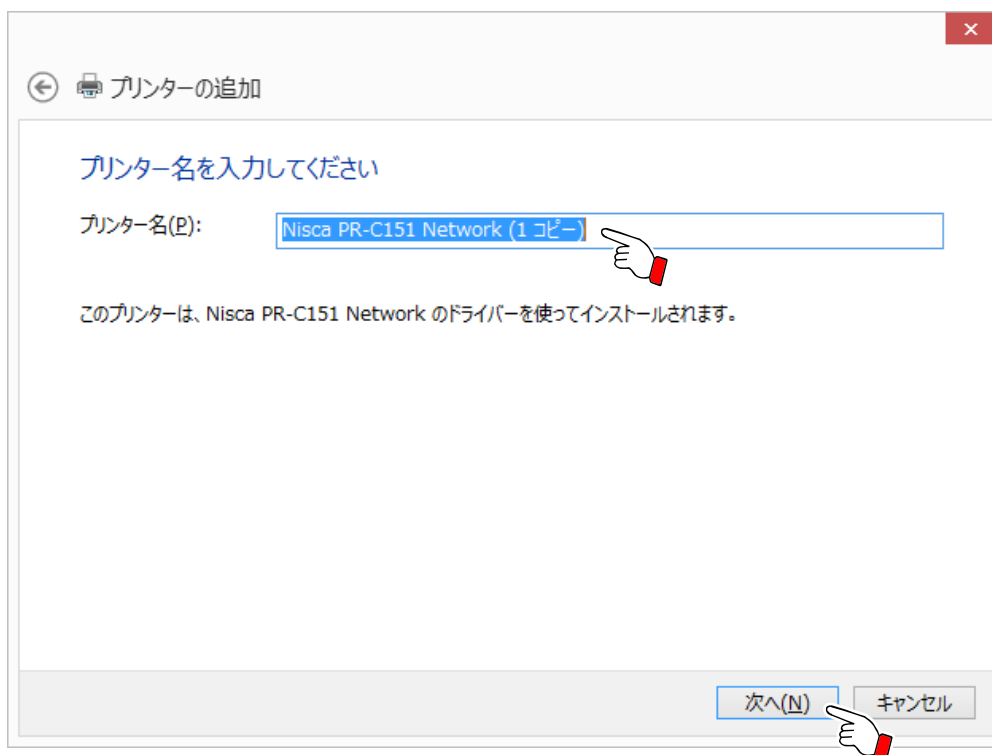 プリンターの追加
プリンター名を入力してください
プリンター名(P): Nisca PR-C151 Network (1 コピー)
このプリンターは、Nisca PR-C151 Network のドライバーを使ってインストールされます。
次へ(N) キャンセル